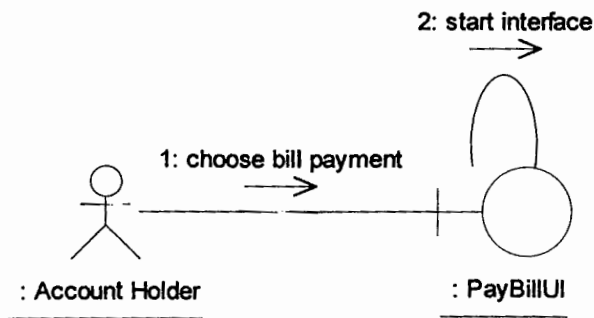 2: start interface
1: choose bill payment
: Account Holder
: PayBillUI